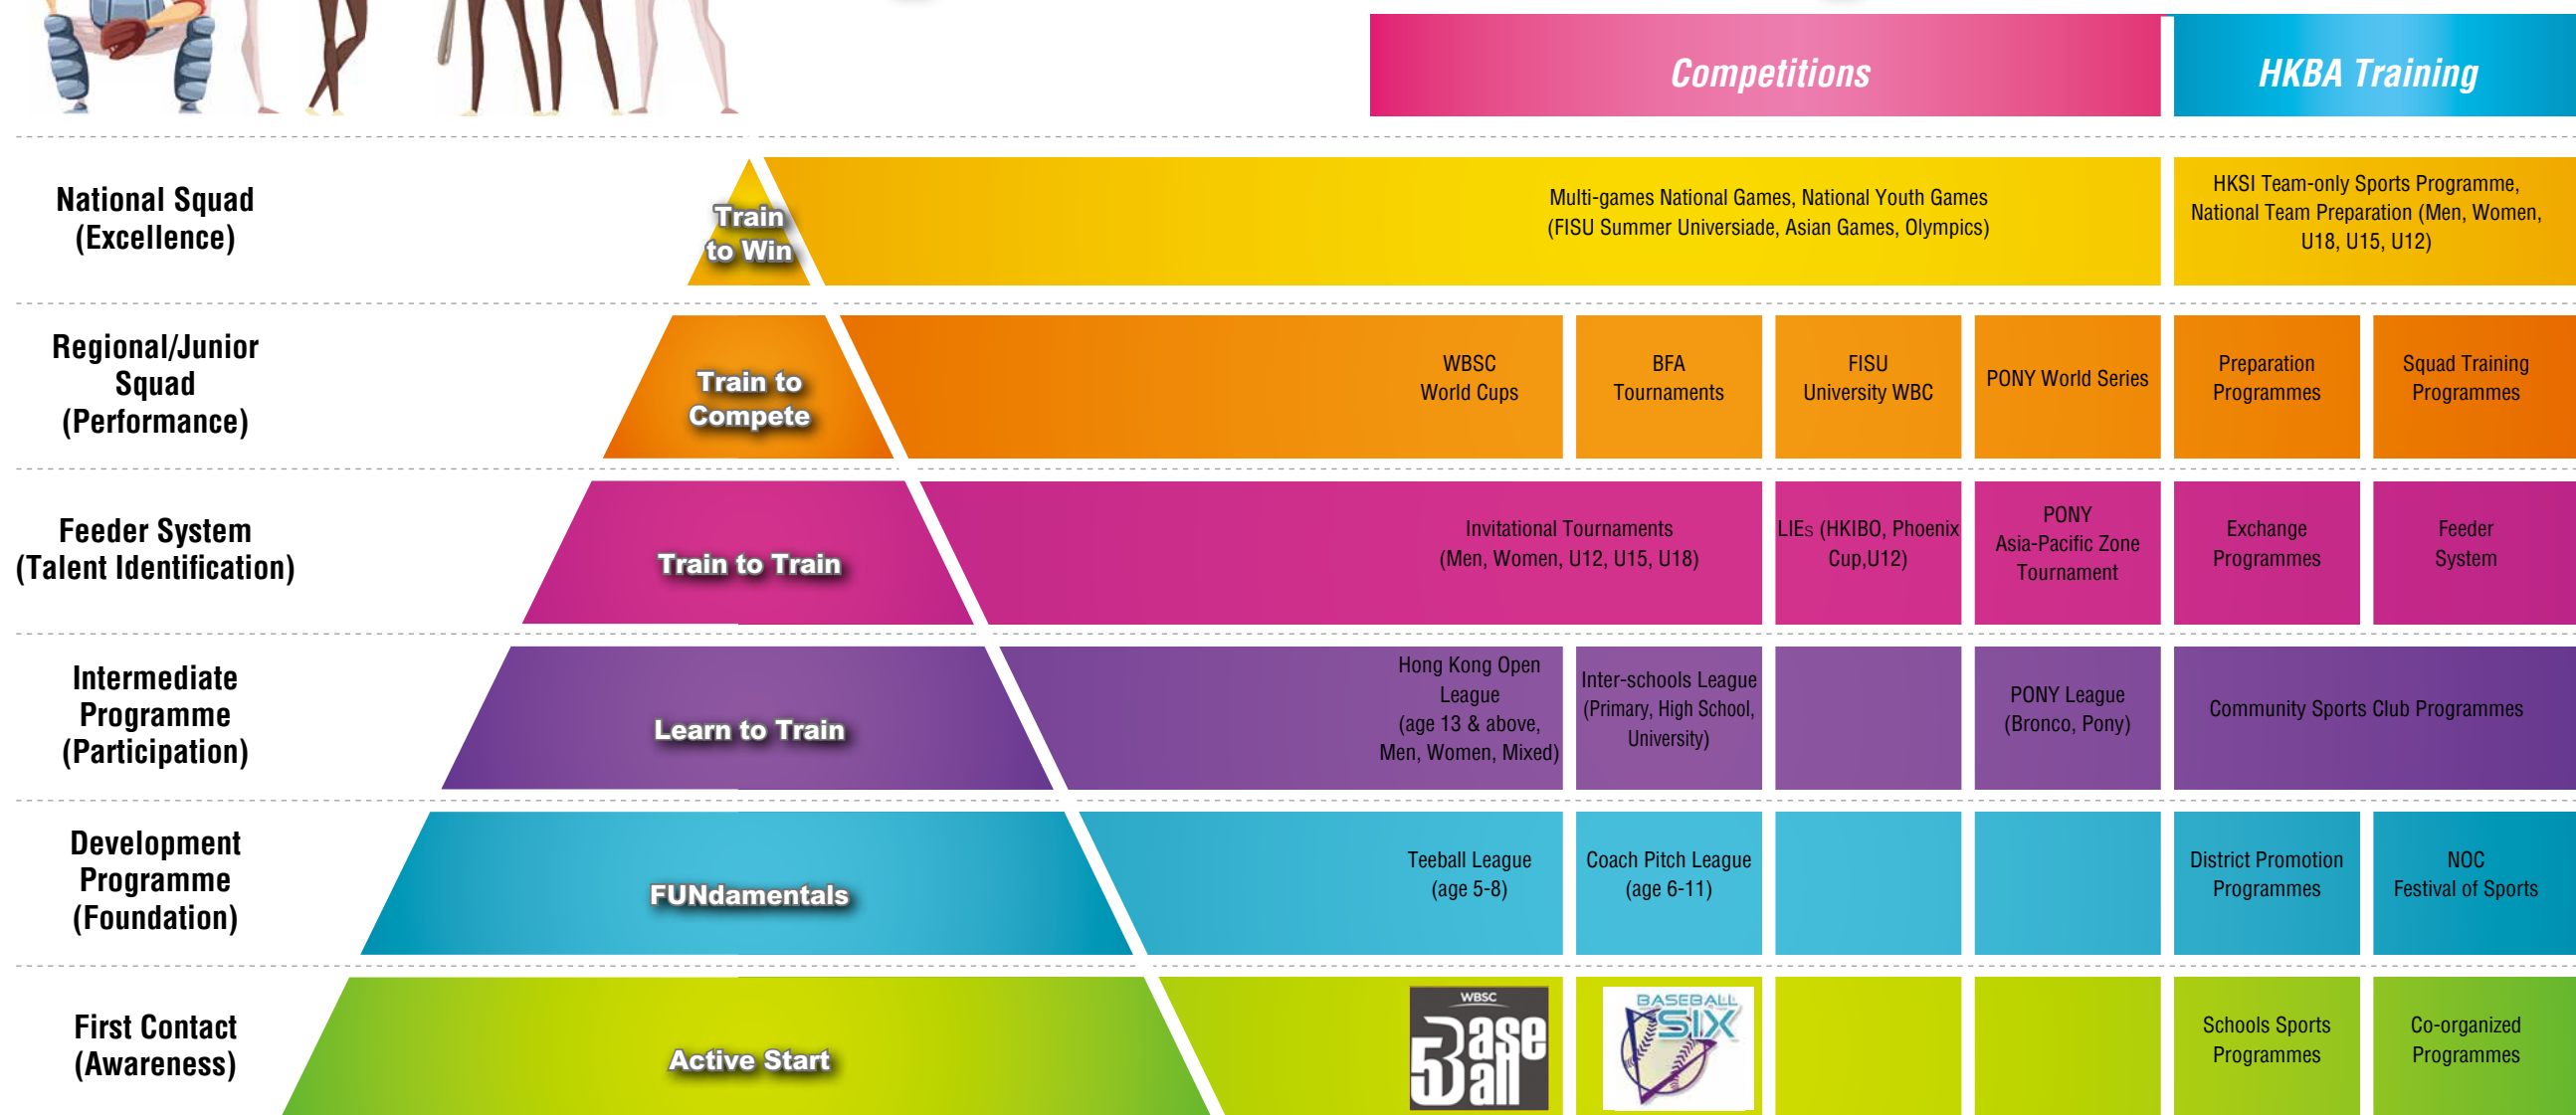 Competitions
HKBA Training
National Squad
(Excellence)
Train
to Win
Multi-games National Games, National Youth Games
(FISU Summer Universiade, Asian Games, Olympics)
HKSI Team-only Sports Programme,
National Team Preparation (Men, Women,
U18, U15, U12)
Regional/Junior
Squad
(Performance)
Train to
Compete
WBSC
World Cups
BFA
Tournaments
FISU
University WBC
PONY World Series
Preparation
Programmes
Squad Training
Programmes
Feeder System
(Talent Identification)
Train to Train
Invitational Tournaments
(Men, Women, U12, U15, U18)
LIEs (HKIBO, Phoenix
Cup,U12)
PONY
Asia-Pacific Zone
Tournament
Exchange
Programmes
Feeder
System
Intermediate
Programme
(Participation)
Learn to Train
Hong Kong Open
League
(age 13 & above,
Men, Women, Mixed)
Inter-schools League
(Primary, High School,
University)
PONY League
(Bronco, Pony)
Community Sports Club Programmes
Development
Programme
(Foundation)
FUNdamentals
Teeball League
(age 5-8)
Coach Pitch League
(age 6-11)
District Promotion
Programmes
NOC
Festival of Sports
First Contact
(Awareness)
Active Start
WBSC
Base
5Ball
BASEBALL
SIX
Schools Sports
Programmes
Co-organized
Programmes